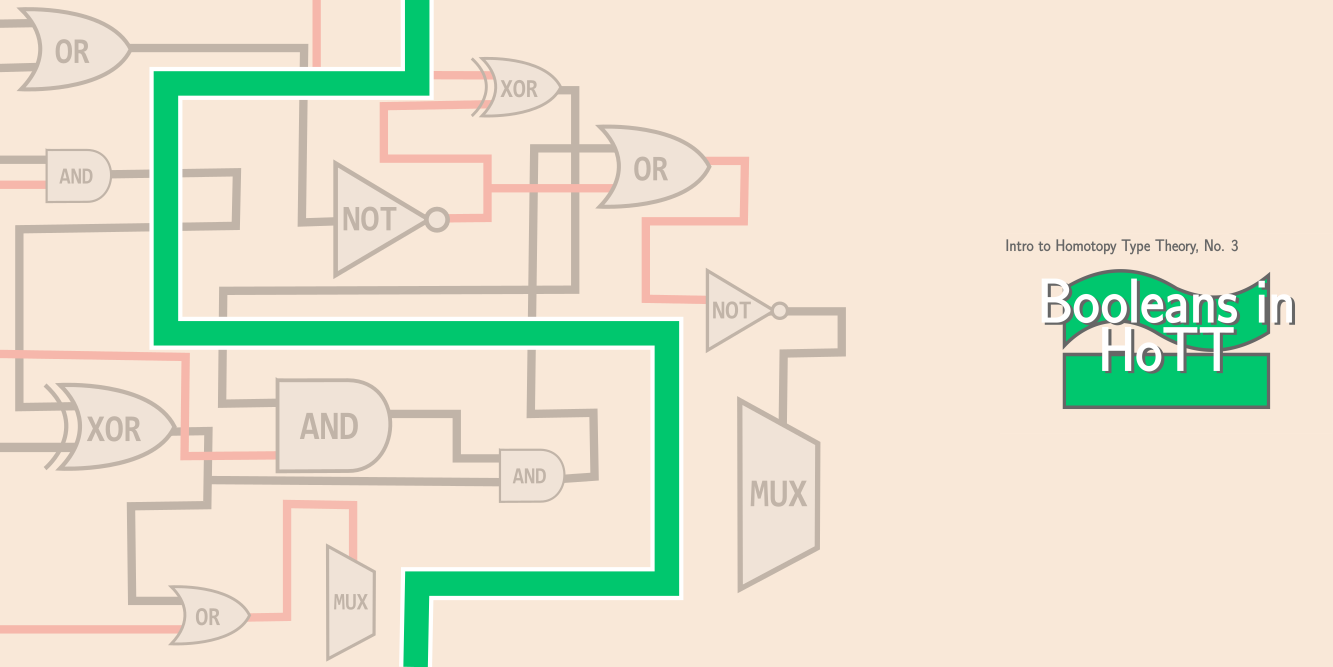 OR
XOR
AND
OR
NOT
NOT
XOR
AND
AND
MUX
OR
MUX
Intro to Homotopy Type Theory, No. 3
Booleans in
HoTT